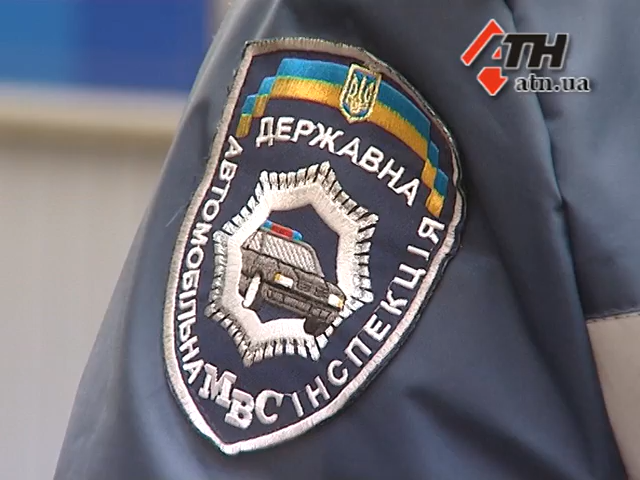 АТН
atn.ua
ДЕРЖАВНА
АВТОМОБІЛЬНА
ІНСПЕКЦІЯ
МВС